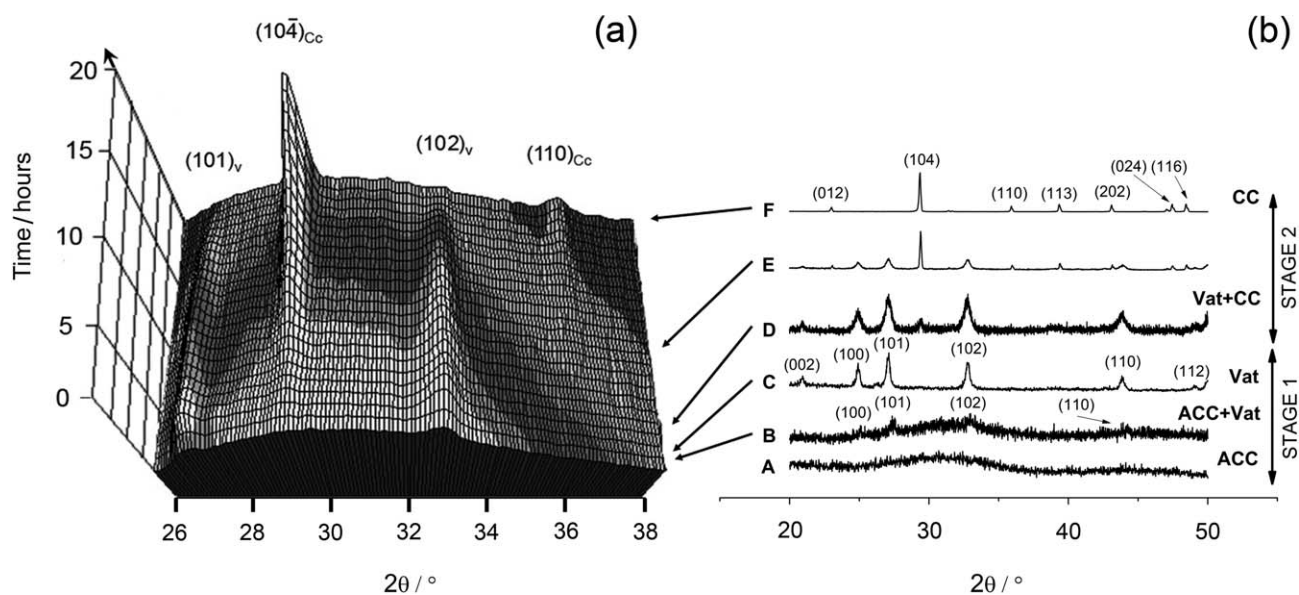 (a)
(101̄4̄)Cc
(101)v
(102)v
(110)Cc
Time / hours
20
15
10
5
0
26
28
30
32
34
36
38
2θ / °
(b)
F
(012)
(104)
(110)
(113)
(202)
(024)
(116)
CC
E
D
Vat+CC
STAGE 2
C
(002)
(100)
(101)
(102)
(110)
(112)
Vat
B
(100)
(101)
(102)
(110)
ACC+Vat
A
ACC
STAGE 1
20
30
40
50
2θ / °